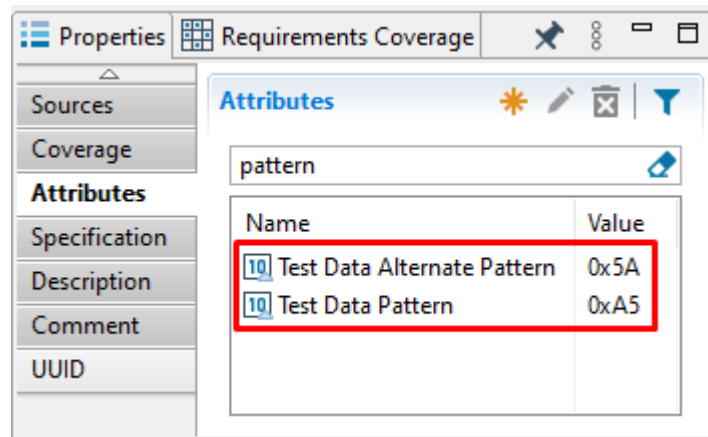 Properties Requirements Coverage
Sources
Coverage
Attributes
Specification
Description
Comment
UUID
Attributes
pattern
Name Value
Test Data Alternate Pattern 0x5A
Test Data Pattern 0xA5